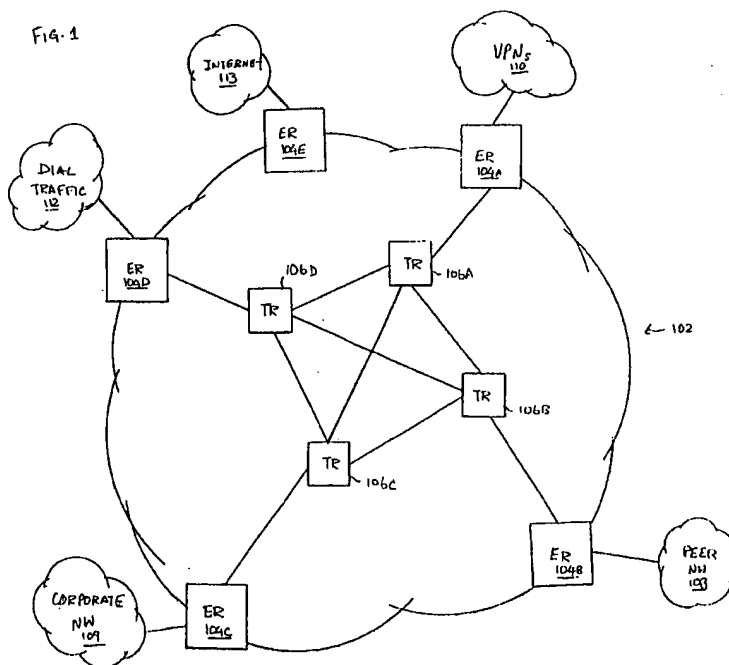 FIG. 1
INTERNET
113
VPNs
110
ER
104E
ER
104A
DIAL
TRAFFIC
112
ER
104D
106D
TR
TR
106A
102
TR
106B
TR
106C
CORPORATE
NW
109
ER
104C
ER
104B
PEER
NW